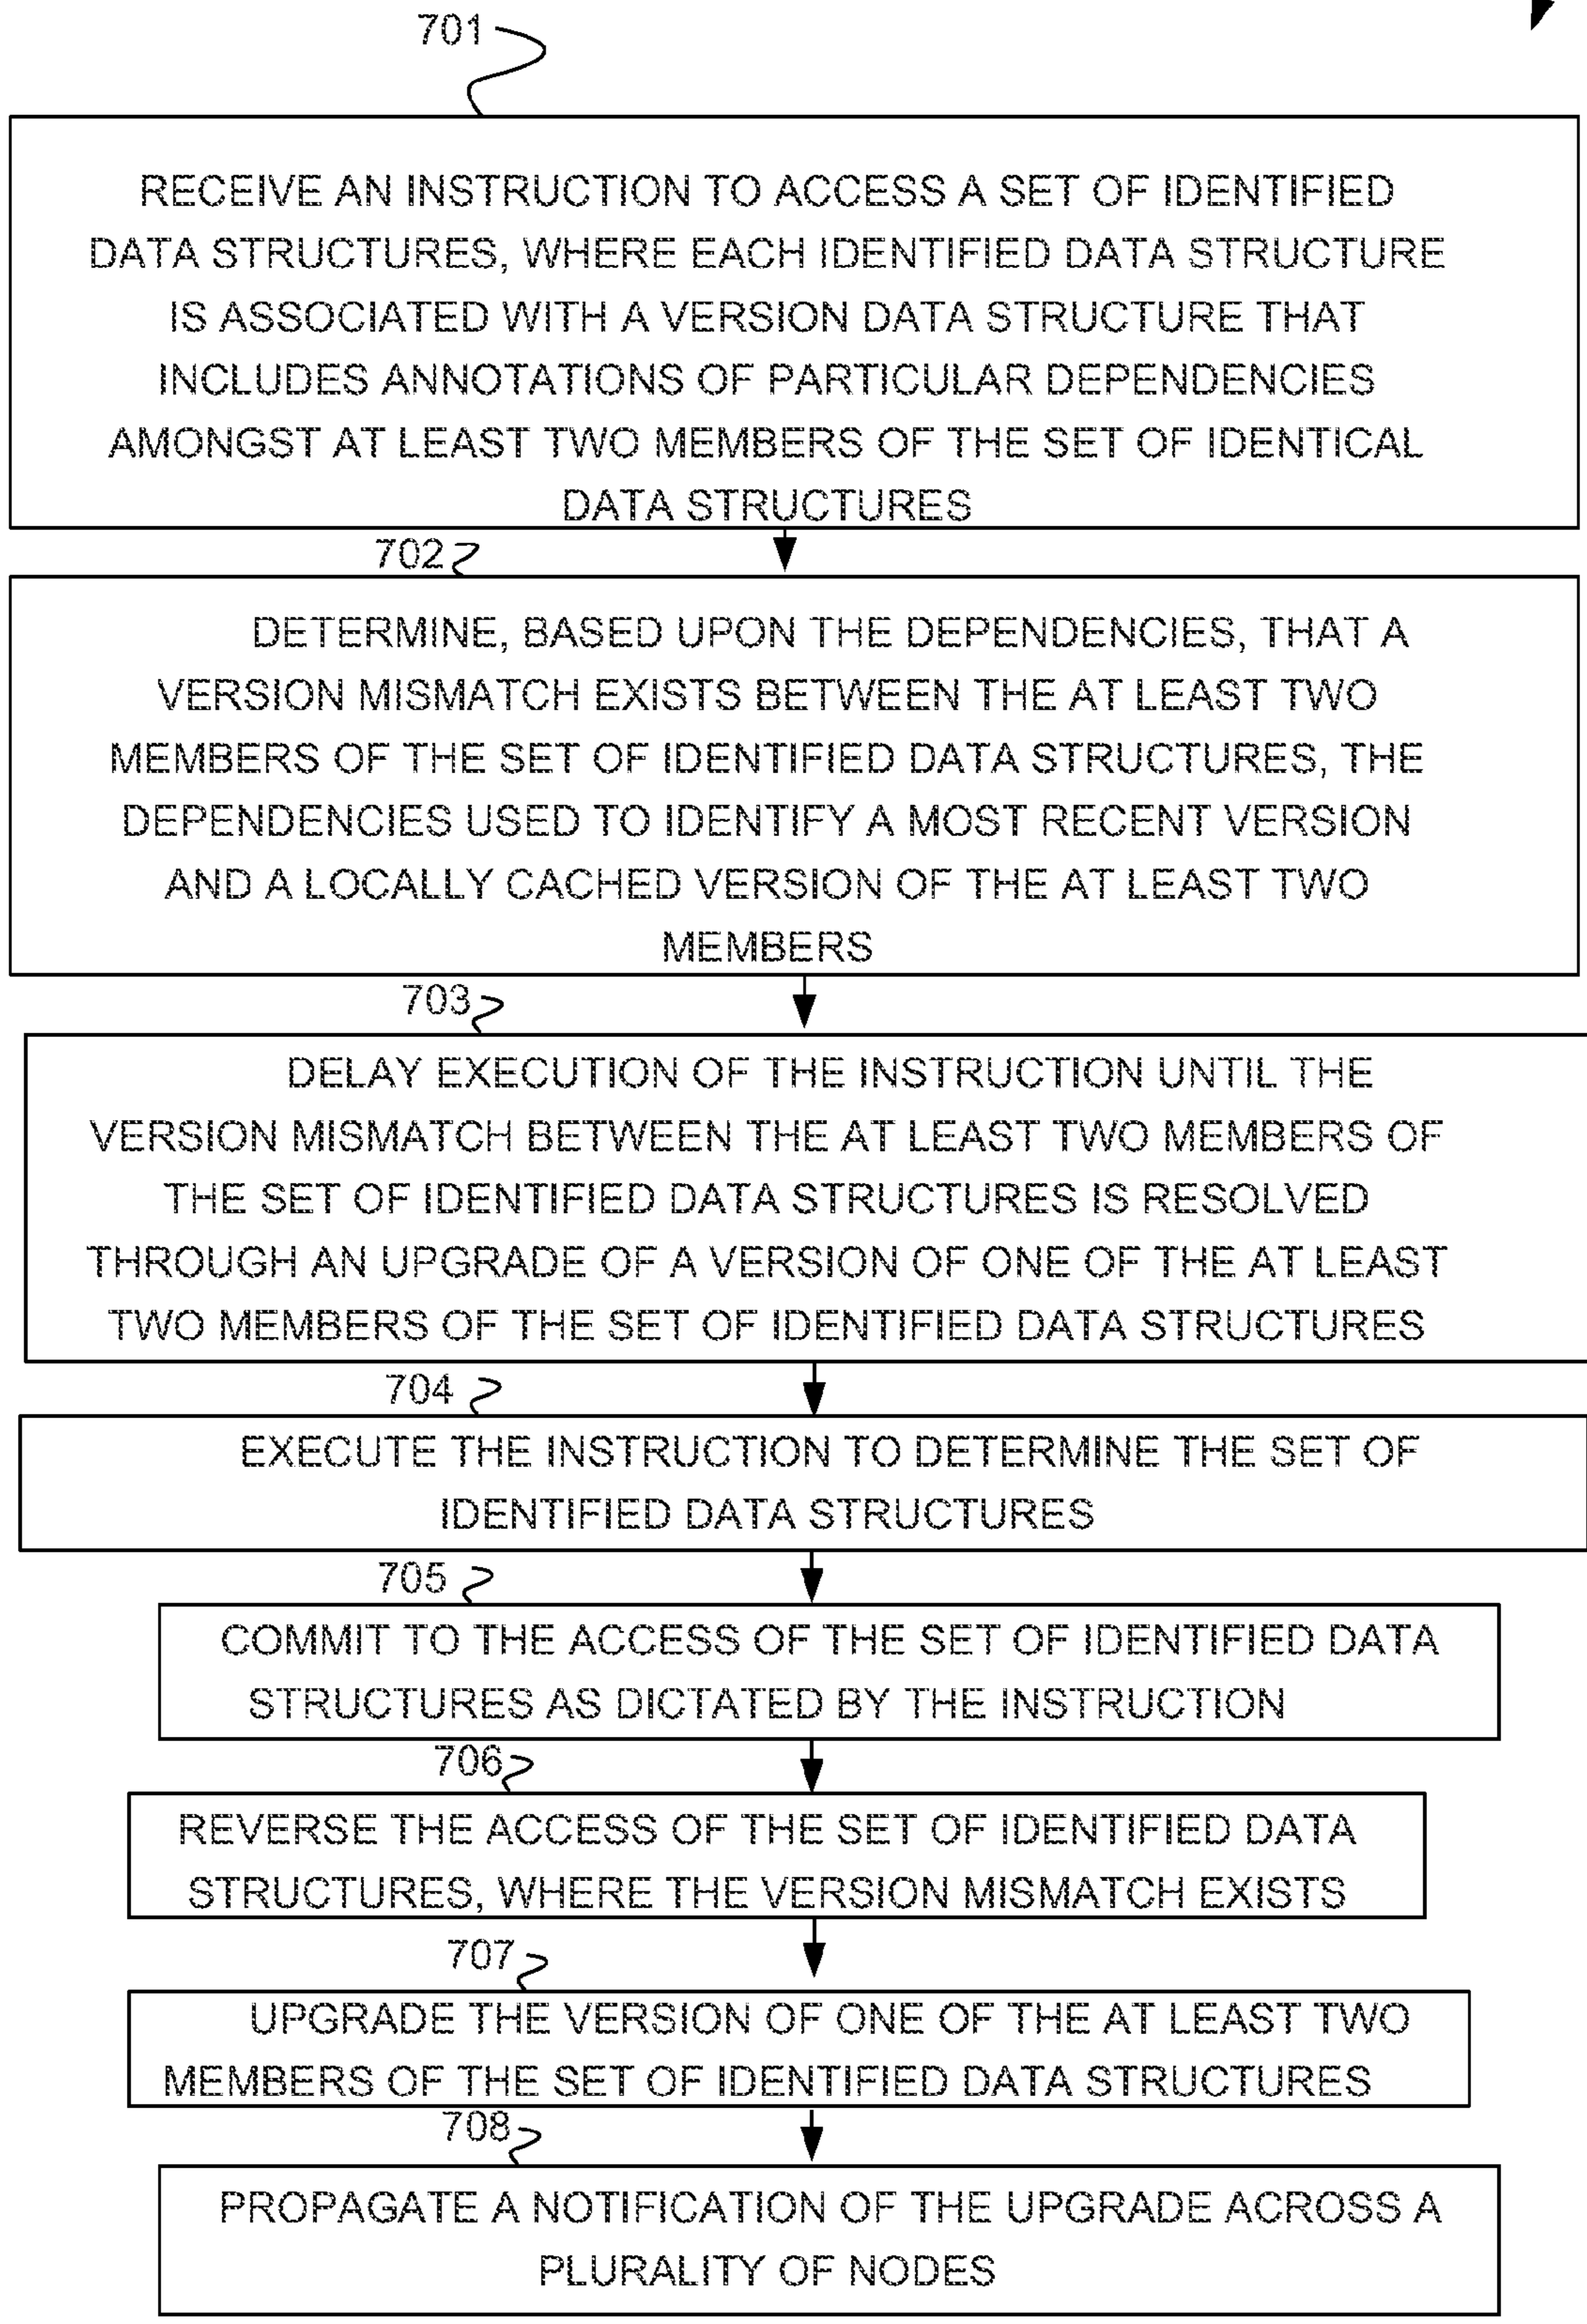 701
RECEIVE AN INSTRUCTION TO ACCESS A SET OF IDENTIFIED
DATA STRUCTURES, WHERE EACH IDENTIFIED DATA STRUCTURE
IS ASSOCIATED WITH A VERSION DATA STRUCTURE THAT
INCLUDES ANNOTATIONS OF PARTICULAR DEPENDENCIES
AMONGST AT LEAST TWO MEMBERS OF THE SET OF IDENTICAL
DATA STRUCTURES
702
DETERMINE, BASED UPON THE DEPENDENCIES, THAT A
VERSION MISMATCH EXISTS BETWEEN THE AT LEAST TWO
MEMBERS OF THE SET OF IDENTIFIED DATA STRUCTURES, THE
DEPENDENCIES USED TO IDENTIFY A MOST RECENT VERSION
AND A LOCALLY CACHED VERSION OF THE AT LEAST TWO
MEMBERS
703
DELAY EXECUTION OF THE INSTRUCTION UNTIL THE
VERSION MISMATCH BETWEEN THE AT LEAST TWO MEMBERS OF
THE SET OF IDENTIFIED DATA STRUCTURES IS RESOLVED
THROUGH AN UPGRADE OF A VERSION OF ONE OF THE AT LEAST
TWO MEMBERS OF THE SET OF IDENTIFIED DATA STRUCTURES
704
EXECUTE THE INSTRUCTION TO DETERMINE THE SET OF
IDENTIFIED DATA STRUCTURES
705
COMMIT TO THE ACCESS OF THE SET OF IDENTIFIED DATA
STRUCTURES AS DICTATED BY THE INSTRUCTION
706
REVERSE THE ACCESS OF THE SET OF IDENTIFIED DATA
STRUCTURES, WHERE THE VERSION MISMATCH EXISTS
707
UPGRADE THE VERSION OF ONE OF THE AT LEAST TWO
MEMBERS OF THE SET OF IDENTIFIED DATA STRUCTURES
708
PROPAGATE A NOTIFICATION OF THE UPGRADE ACROSS A
PLURALITY OF NODES